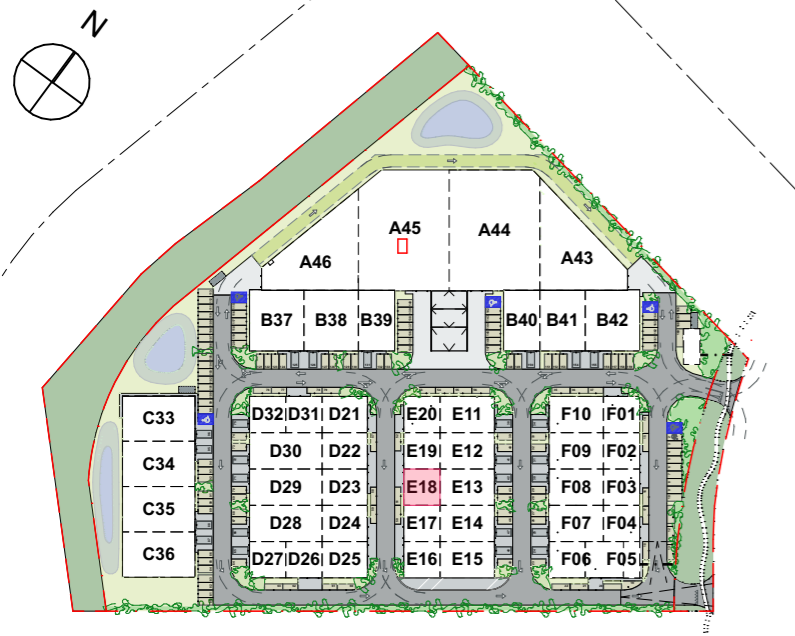 N
A45
A44
A46
A43
B37
B38
B39
B40
B41
B42
C33
C34
C35
C36
D32
D31
D21
D30
D22
D29
D23
D28
D24
D27
D26
D25
E20
E11
E19
E12
E18
E13
E17
E14
E16
E15
F10
F01
F09
F02
F08
F03
F07
F04
F06
F05